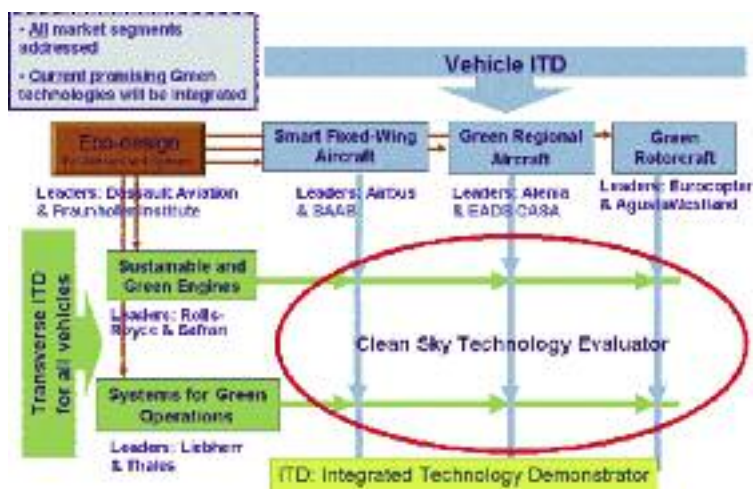 • All market segments
addressed
• Current promising Green
technologies will be integrated
Vehicle ITD
Eco-design
Smart Fixed-Wing
Aircraft
Green Regional
Aircraft
Green
Rotorcraft
Leaders: Dassault Aviation
& Fraunhofer Institute
Leaders: Airbus
& SAAB
Leaders: Alenia
& EADS CASA
Leaders: Eurocopter
& AgustaWestland
Transverse ITD
for all vehicles
Sustainable and
Green Engines
Leaders: Rolls-
Royce & Safran
Clean Sky Technology Evaluator
Systems for Green
Operations
Leaders: Liebherr
& Thales
ITD: Integrated Technology Demonstrator